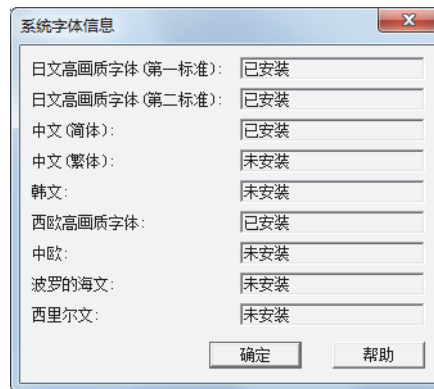 系统字体信息
日文高画质字体(第一标准): 已安装
日文高画质字体(第二标准): 已安装
中文(简体): 已安装
中文(繁体): 未安装
韩文: 未安装
西欧高画质字体: 已安装
中欧: 未安装
波罗的海文: 未安装
西里尔文: 未安装
确定 帮助